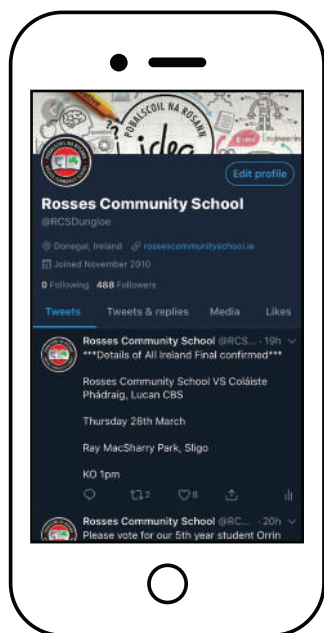 POBALSCOIL NA ROSANN
idea
Engineering
Edit profile
Rosses Community School
@RCSDungloe
Donegal, Ireland rossescommunityschool.ie
Joined November 2010
0 Following 468 Followers
Tweets Tweets & replies Media Likes
Rosses Community School @RCS... · 19h
***Details of All Ireland Final confirmed***
Rosses Community School VS Coláiste
Phádraig, Lucan CBS
Thursday 28th March
Ray MacSharry Park, Sligo
KO 1pm
2 8
Rosses Community School @RC... · 20h
Please vote for our 5th year student Orrin